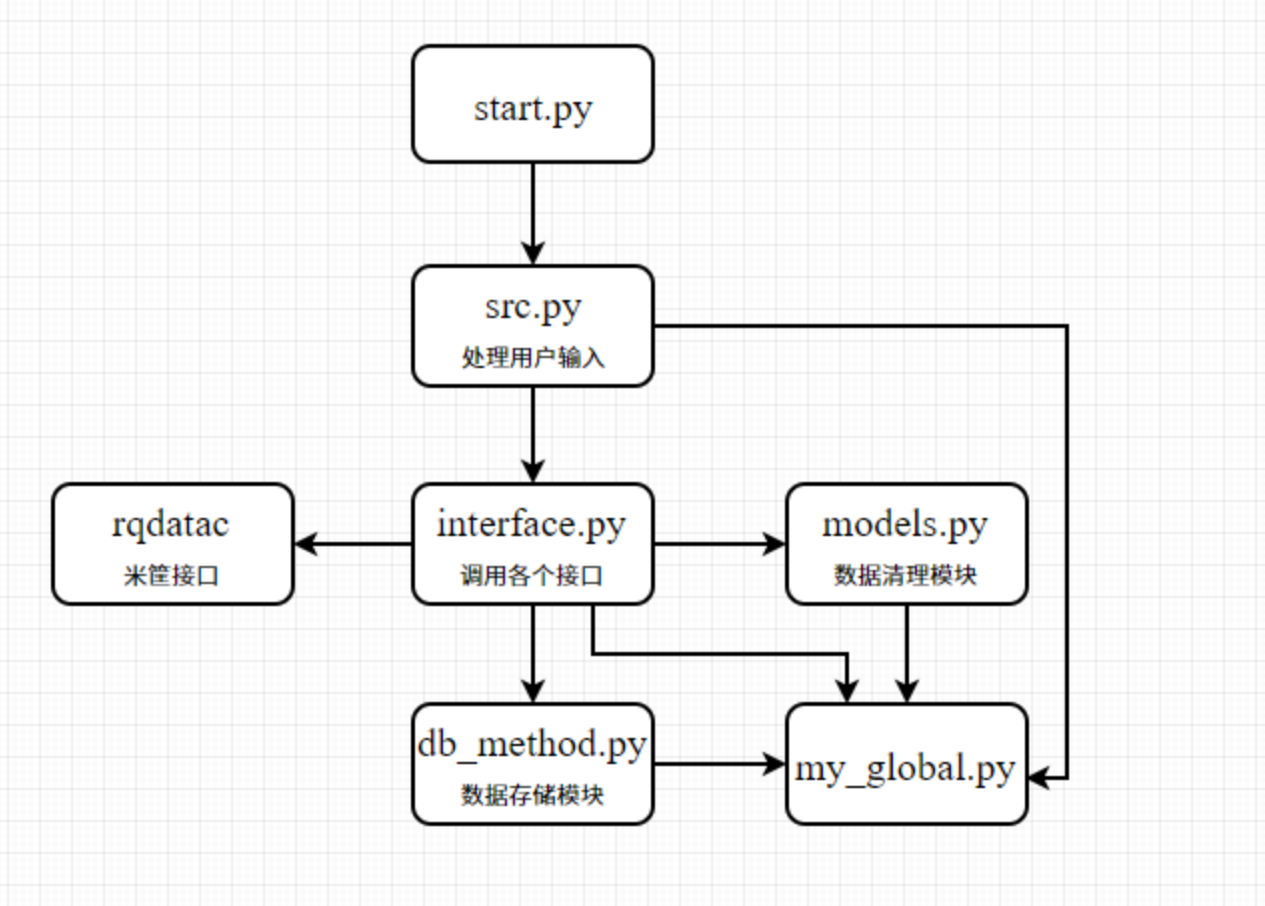 start.py
src.py
处理用户输入
rqdatac
米筐接口
interface.py
调用各个接口
models.py
数据清理模块
db_method.py
数据存储模块
my_global.py